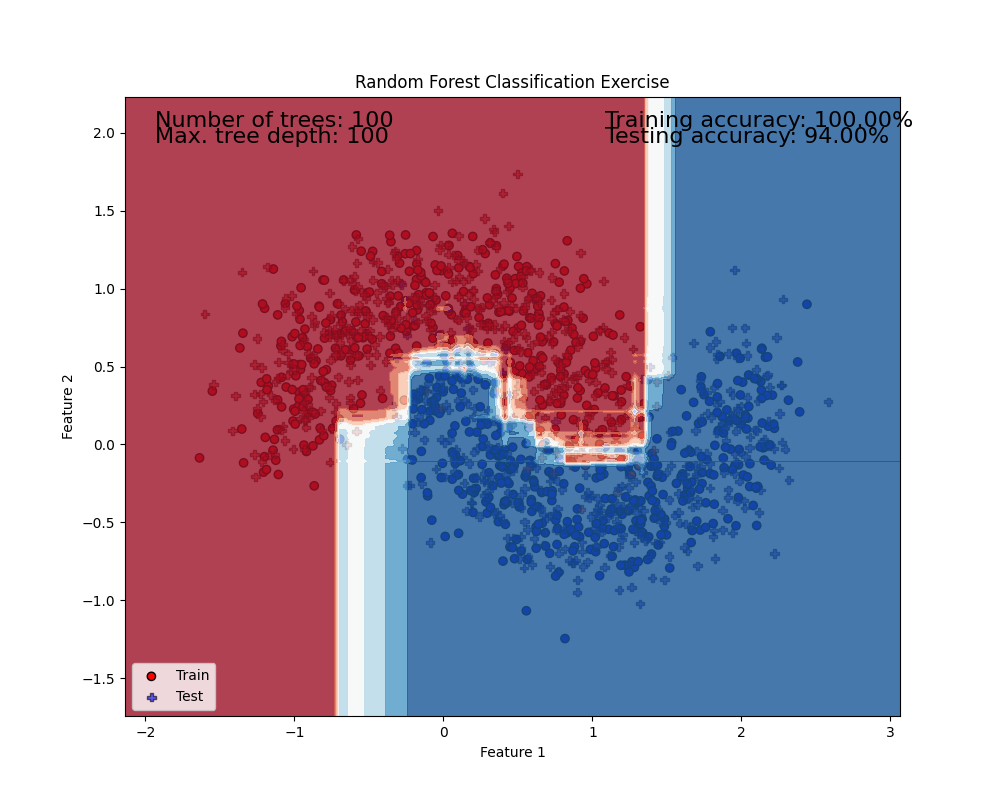 Random Forest Classification Exercise
Number of trees: 100
Training accuracy: 100.00%
Max. tree depth: 100
Testing accuracy: 94.00%
2.0
1.5
1.0
0.5
0.0
−0.5
−1.0
−1.5
Feature 2
Train
Test
−2
−1
0
1
2
3
Feature 1